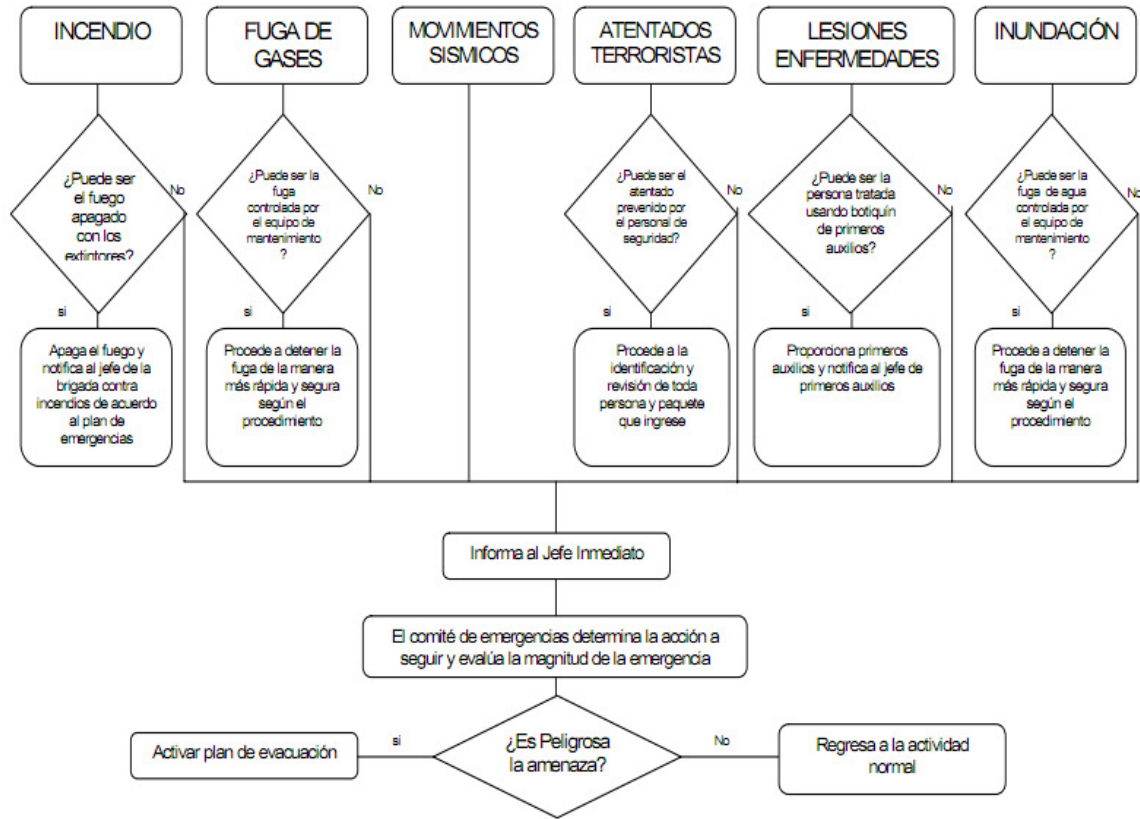 INCENDIO
FUGA DE
GASES
MOVIMIENTOS
SISMICOS
ATENTADOS
TERRORISTAS
LESIONES
ENFERMEDADES
INUNDACIÓN
¿Puede ser
el fuego
apagado
con los
extintores?
No
si
¿Puede ser la
fuga
controlada por
el equipo de
mantenimiento
?
No
si
¿Puede ser el
atentado
prevenido por
el personal de
seguridad?
No
si
¿Puede ser la
persona tratada
usando botiquín
de primeros
auxilios?
No
si
¿Puede ser la
fuga de agua
controlada por
el equipo de
mantenimiento
?
No
si
Apaga el fuego y
notifica al jefe de la
brigada contra
incendios de acuerdo
al plan de
emergencias
Procede a detener la
fuga de la manera
más rápida y segura
según el
procedimiento
Procede a la
identificación y
revisión de toda
persona y paquete
que ingrese
Proporciona primeros
auxilios y notifica al jefe de
primeros auxilios
Procede a detener la
fuga de la manera
más rápida y segura
según el
procedimiento
Informa al Jefe Inmediato
El comité de emergencias determina la acción a
seguir y evalúa la magnitud de la emergencia
¿Es Peligrosa
la amenaza?
si
Activar plan de evacuación
No
Regresa a la actividad
normal